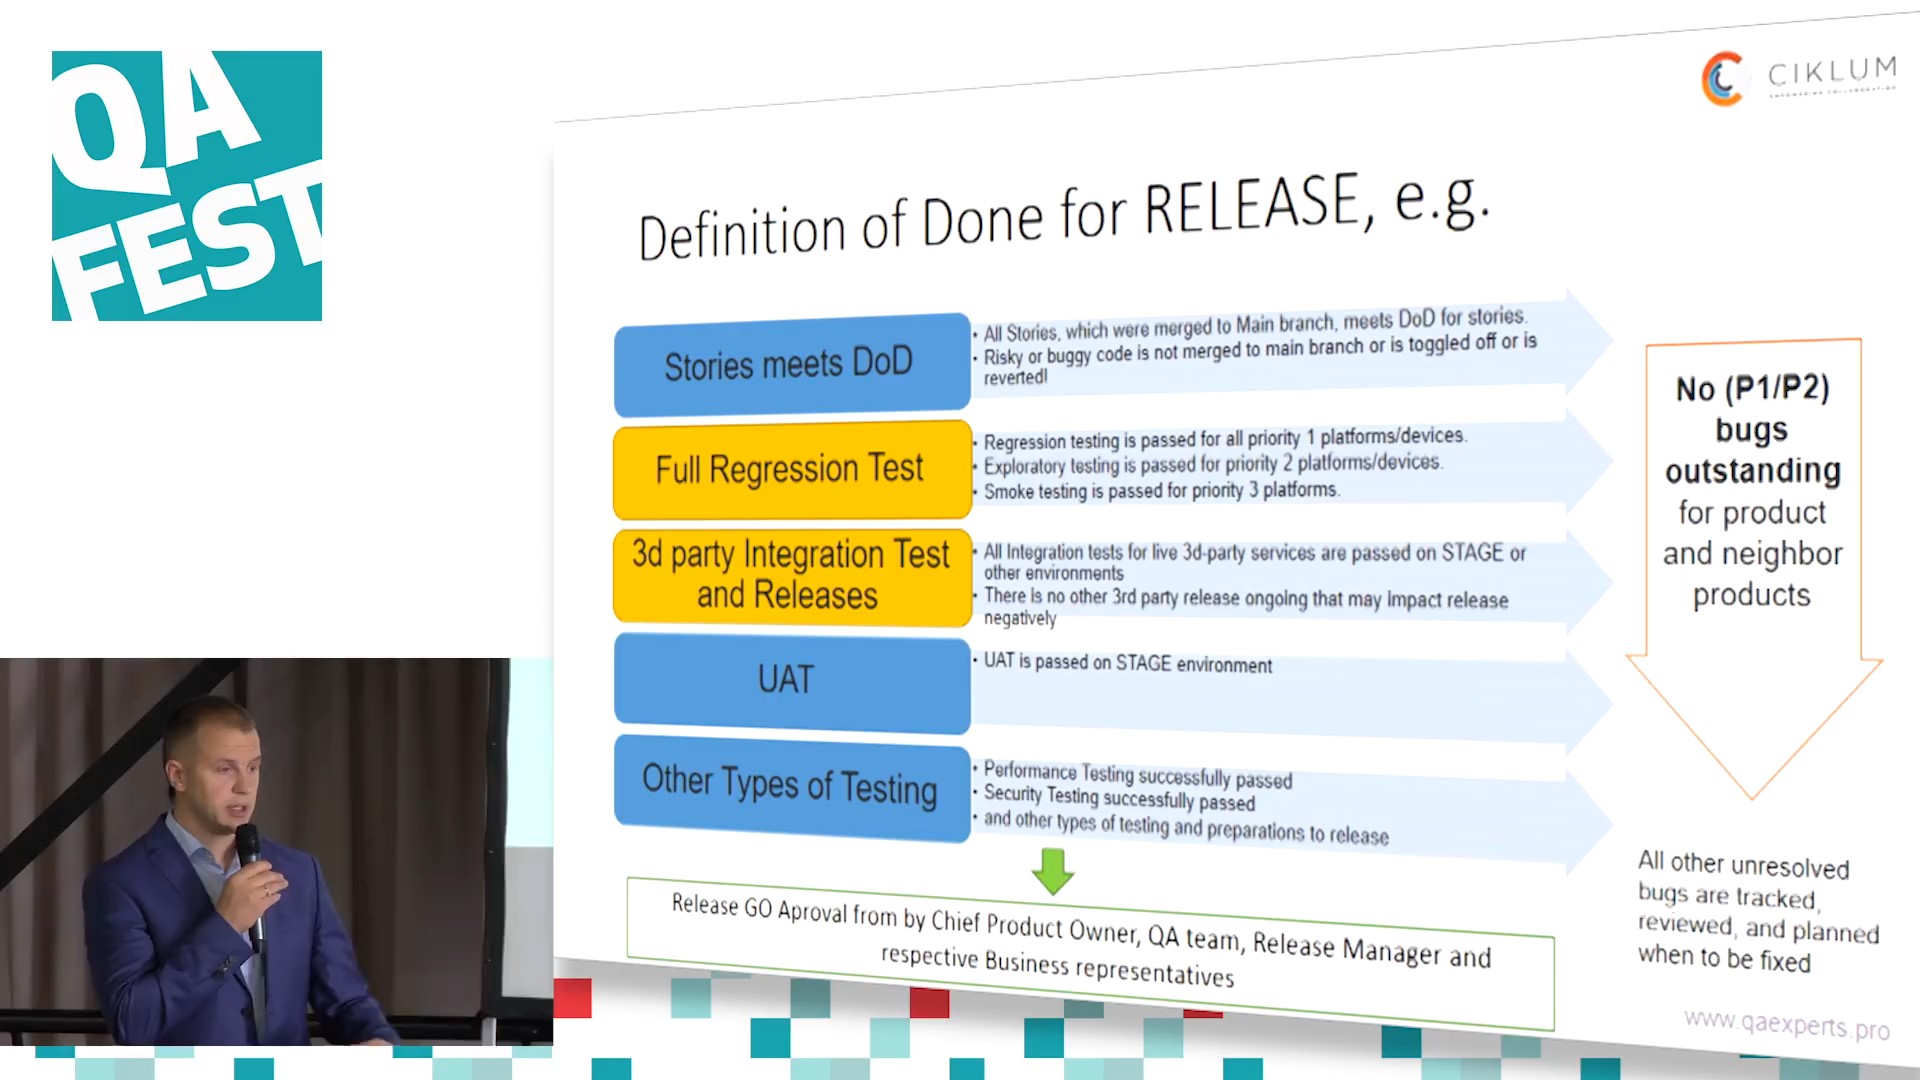 QA
FEST
CIKLUM
Definition of Done for RELEASE, e.g.
Stories meets DoD
• All Stories, which were merged to Main branch, meets DoD for stories.
• Risky or buggy code is not merged to main branch or is toggled off or is
reverted!
Full Regression Test
• Regression testing is passed for all priority 1 platforms/devices.
• Exploratory testing is passed for priority 2 platforms/devices.
• Smoke testing is passed for priority 3 platforms.
3d party Integration Test
and Releases
• All Integration tests for live 3d-party services are passed on STAGE or
other environments
• There is no other 3rd party release ongoing that may impact release
negatively
UAT
• UAT is passed on STAGE environment
Other Types of Testing
• Performance Testing successfully passed
• Security Testing successfully passed
• and other types of testing and preparations to release
Release GO Aproval from by Chief Product Owner, QA team, Release Manager and
respective Business representatives
No (P1/P2)
bugs
outstanding
for product
and neighbor
products
All other unresolved
bugs are tracked,
reviewed, and planned
when to be fixed
www.qaexperts.pro